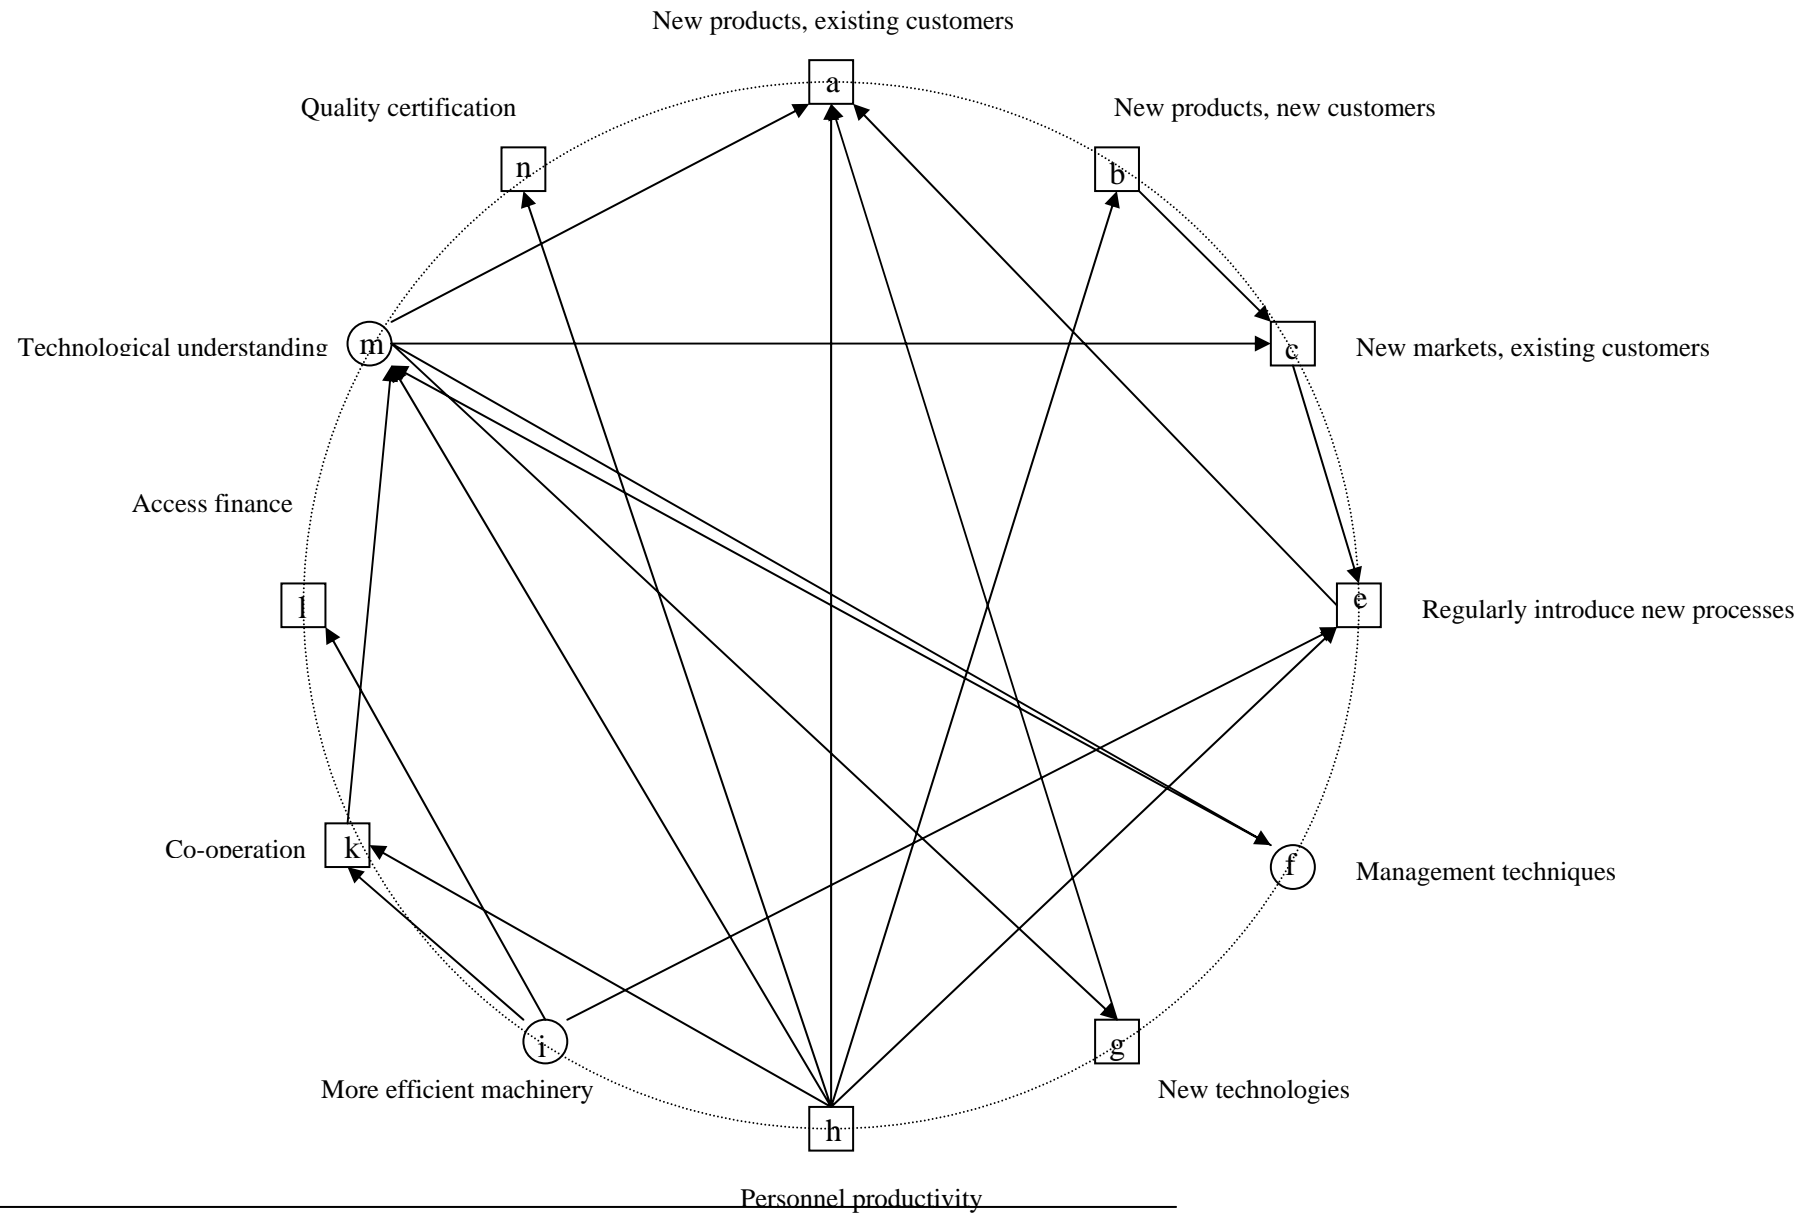 New products, existing customers
a
Quality certification
New products, new customers
n
b
Technological understanding
m
c
New markets, existing customers
Access finance
l
e
Regularly introduce new processes
Co-operation
k
f
Management techniques
i
g
More efficient machinery
New technologies
h
Personnel productivity